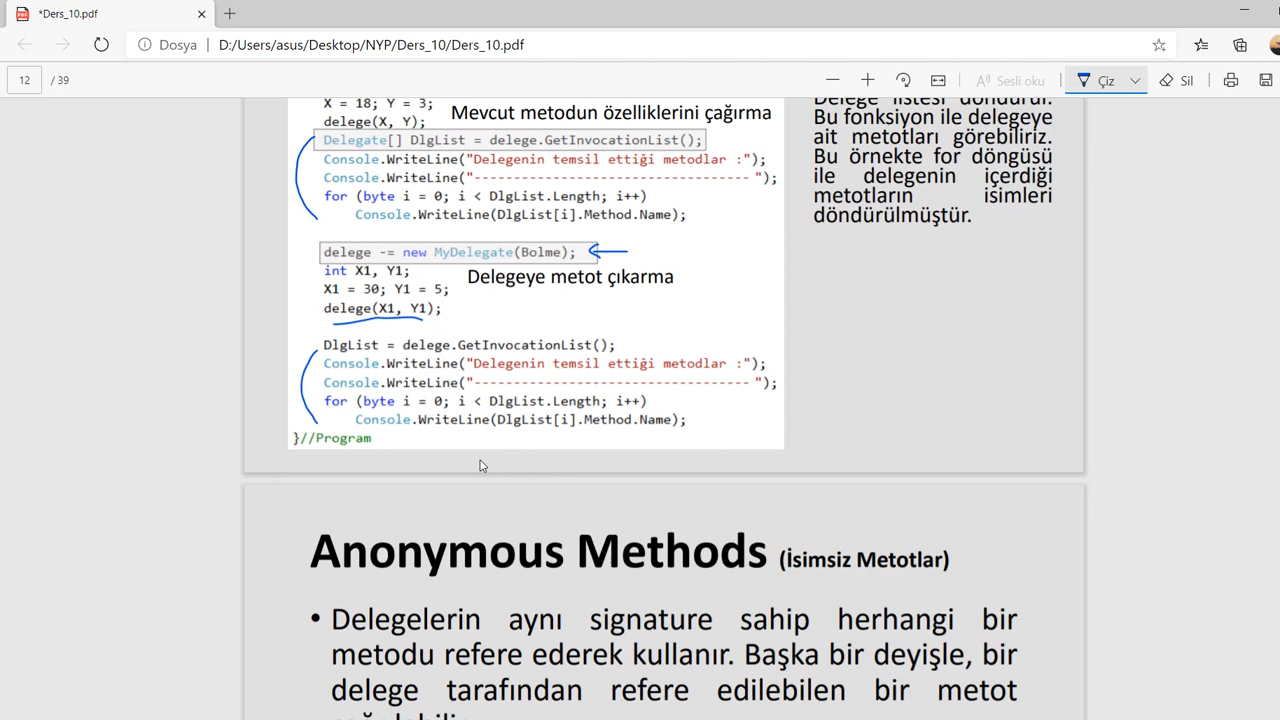 *Ders_10.pdf
Dosya
D:/Users/asus/Desktop/NYP/Ders_10/Ders_10.pdf
12 / 39
Sesli oku
Çiz
Sil
X = 18; Y = 3;
Mevcut metodun özelliklerini çağırma
delege(X, Y);
Delegate[] DlgList = delege.GetInvocationList();
Console.WriteLine("Delegenin temsil ettiği metodlar :");
Console.WriteLine("----------------------------------- ");
for (byte i = 0; i < DlgList.Length; i++)
Console.WriteLine(DlgList[i].Method.Name);
delege -= new MyDelegate(Bolme);
int X1, Y1;
Delegeye metot çıkarma
X1 = 30; Y1 = 5;
delege(X1, Y1);
DlgList = delege.GetInvocationList();
Console.WriteLine("Delegenin temsil ettiği metodlar :");
Console.WriteLine("----------------------------------- ");
for (byte i = 0; i < DlgList.Length; i++)
Console.WriteLine(DlgList[i].Method.Name);
}//Program
Delege listesi döndürür.
Bu fonksiyon ile delegeye
ait metotları görebiliriz.
Bu örnekte for döngüsü
ile delegenin içerdiği
metotların isimleri
döndürülmüştür.
Anonymous Methods (İsimsiz Metotlar)
• Delegelerin aynı signature sahip herhangi bir
metodu refere ederek kullanır. Başka bir deyişle, bir
delege tarafından refere edilebilen bir metot